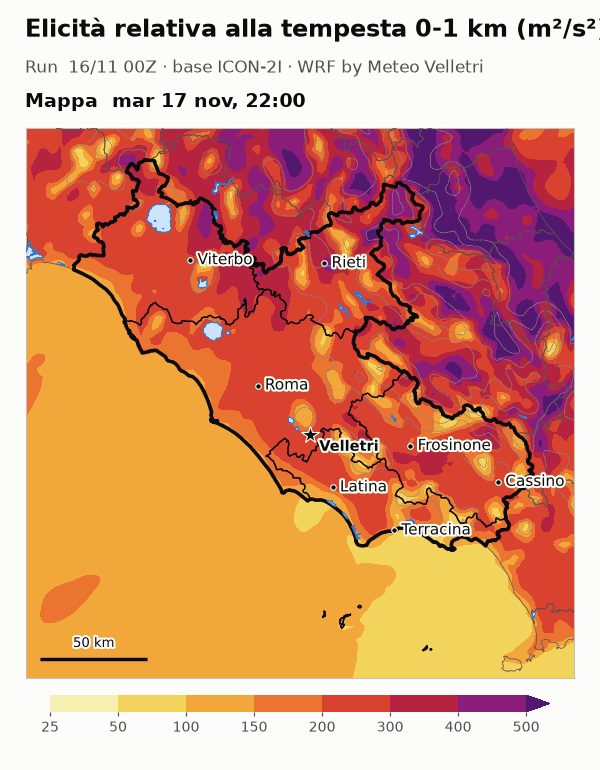 Elicità relativa alla tempesta 0-1 km (m²/s²)
Run  16/11 00Z · base ICON-2I · WRF by Meteo Velletri
Mappa  mar 17 nov, 22:00
Viterbo
Rieti
Roma
Velletri
Frosinone
Cassino
Latina
Terracina
50 km
25 50 100 150 200 300 400 500